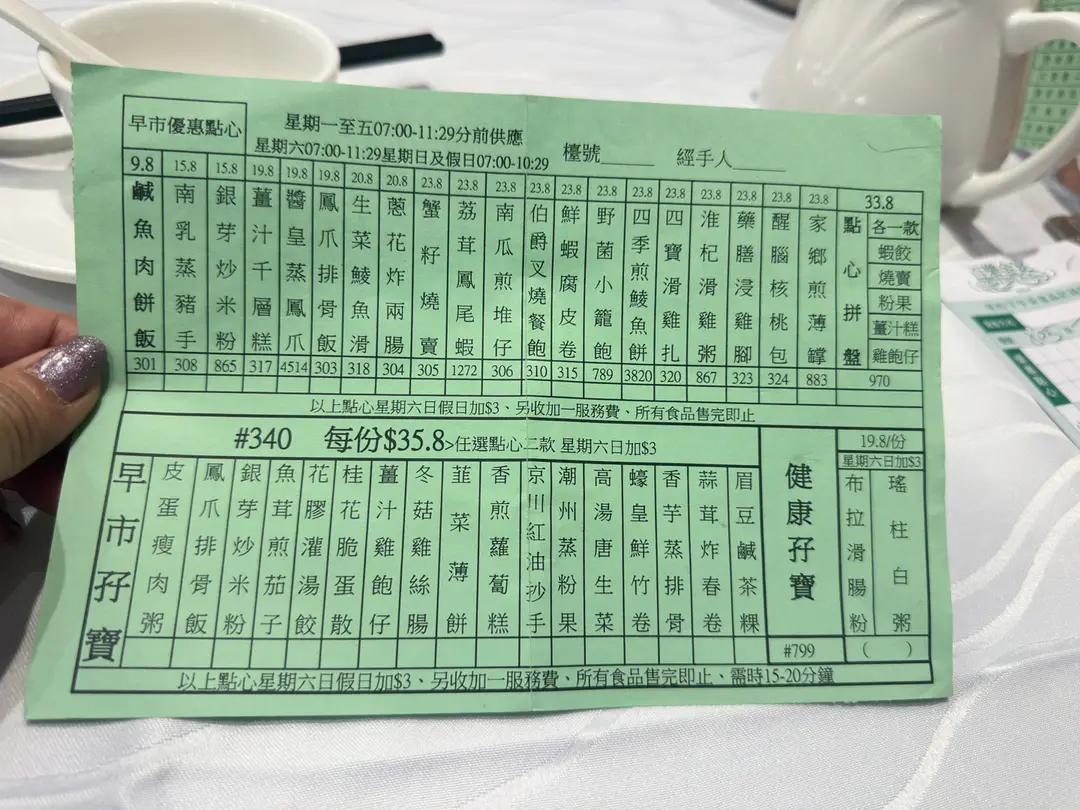 早市優惠點心
星期一至五07:00-11:29分前供應
星期六07:00-11:29星期日及假日07:00-10:29
檯號______ 經手人______
9.8 鹹魚肉餅飯 301
15.8 南乳蒸豬手 308
15.8 銀芽炒米粉 865
19.8 薑汁千層糕 317
19.8 醬皇蒸鳳爪 4514
19.8 鳳爪排骨飯 303
20.8 生菜鯪魚滑 318
20.8 蔥花炸兩腸 304
23.8 蟹籽燒賣 305
23.8 荔茸鳳尾蝦 1272
23.8 南瓜煎堆仔 306
23.8 伯爵叉燒餐飽 310
23.8 鮮蝦腐皮卷 315
23.8 野菌小籠飽 789
23.8 四季煎鯪魚餅 3820
23.8 四寶滑雞扎 320
23.8 淮杞滑雞粥 867
23.8 藥膳浸雞腳 323
23.8 醒腦核桃包 324
23.8 家鄉煎薄鐣 883
33.8
點心拼盤
各一款
蝦餃
燒賣
粉果
薑汁糕
雞飽仔
970
以上點心星期六日假日加$3、另收加一服務費、所有食品售完即止
#340 每份$35.8>任選點心二款 星期六日加$3
早市孖寶
皮蛋瘦肉粥
鳳爪排骨飯
銀芽炒米粉
魚茸煎茄子
花膠灌湯餃
桂花脆蛋散
薑汁雞飽仔
冬菇雞絲腸
韮菜薄餅
香煎蘿蔔糕
京川紅油抄手
潮州蒸粉果
高湯唐生菜
蠔皇鮮竹卷
香芋蒸排骨
蒜茸炸春卷
眉豆鹹茶粿
健康孖寶
#799
19.8/份
星期六日加$3
布拉滑腸粉
瑤柱白粥
( )
以上點心星期六日假日加$3、另收加一服務費、所有食品售完即止、需時15-20分鐘